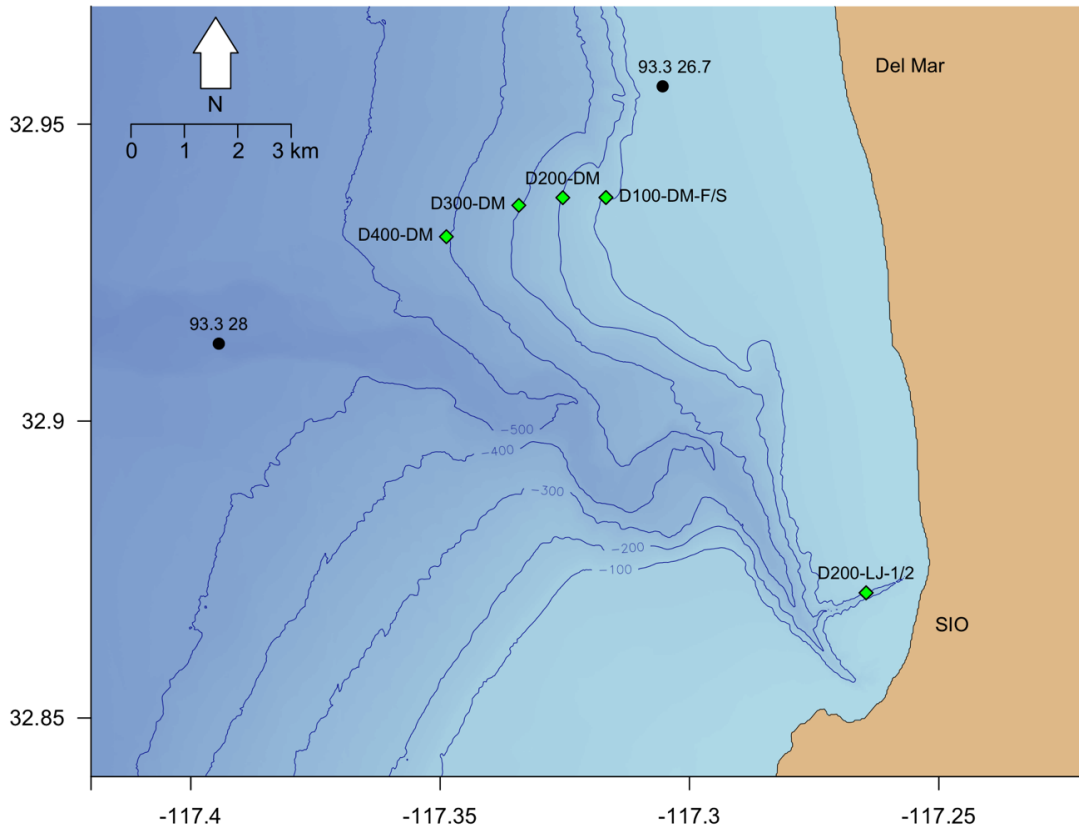 Del Mar
93.3 26.7
N
32.95
0 1 2 3 km
D200-DM
D300-DM
D100-DM-F/S
D400-DM
93.3 28
32.9
-500
-400
-300
-200
-100
D200-LJ-1/2
SIO
32.85
-117.4 -117.35 -117.3 -117.25